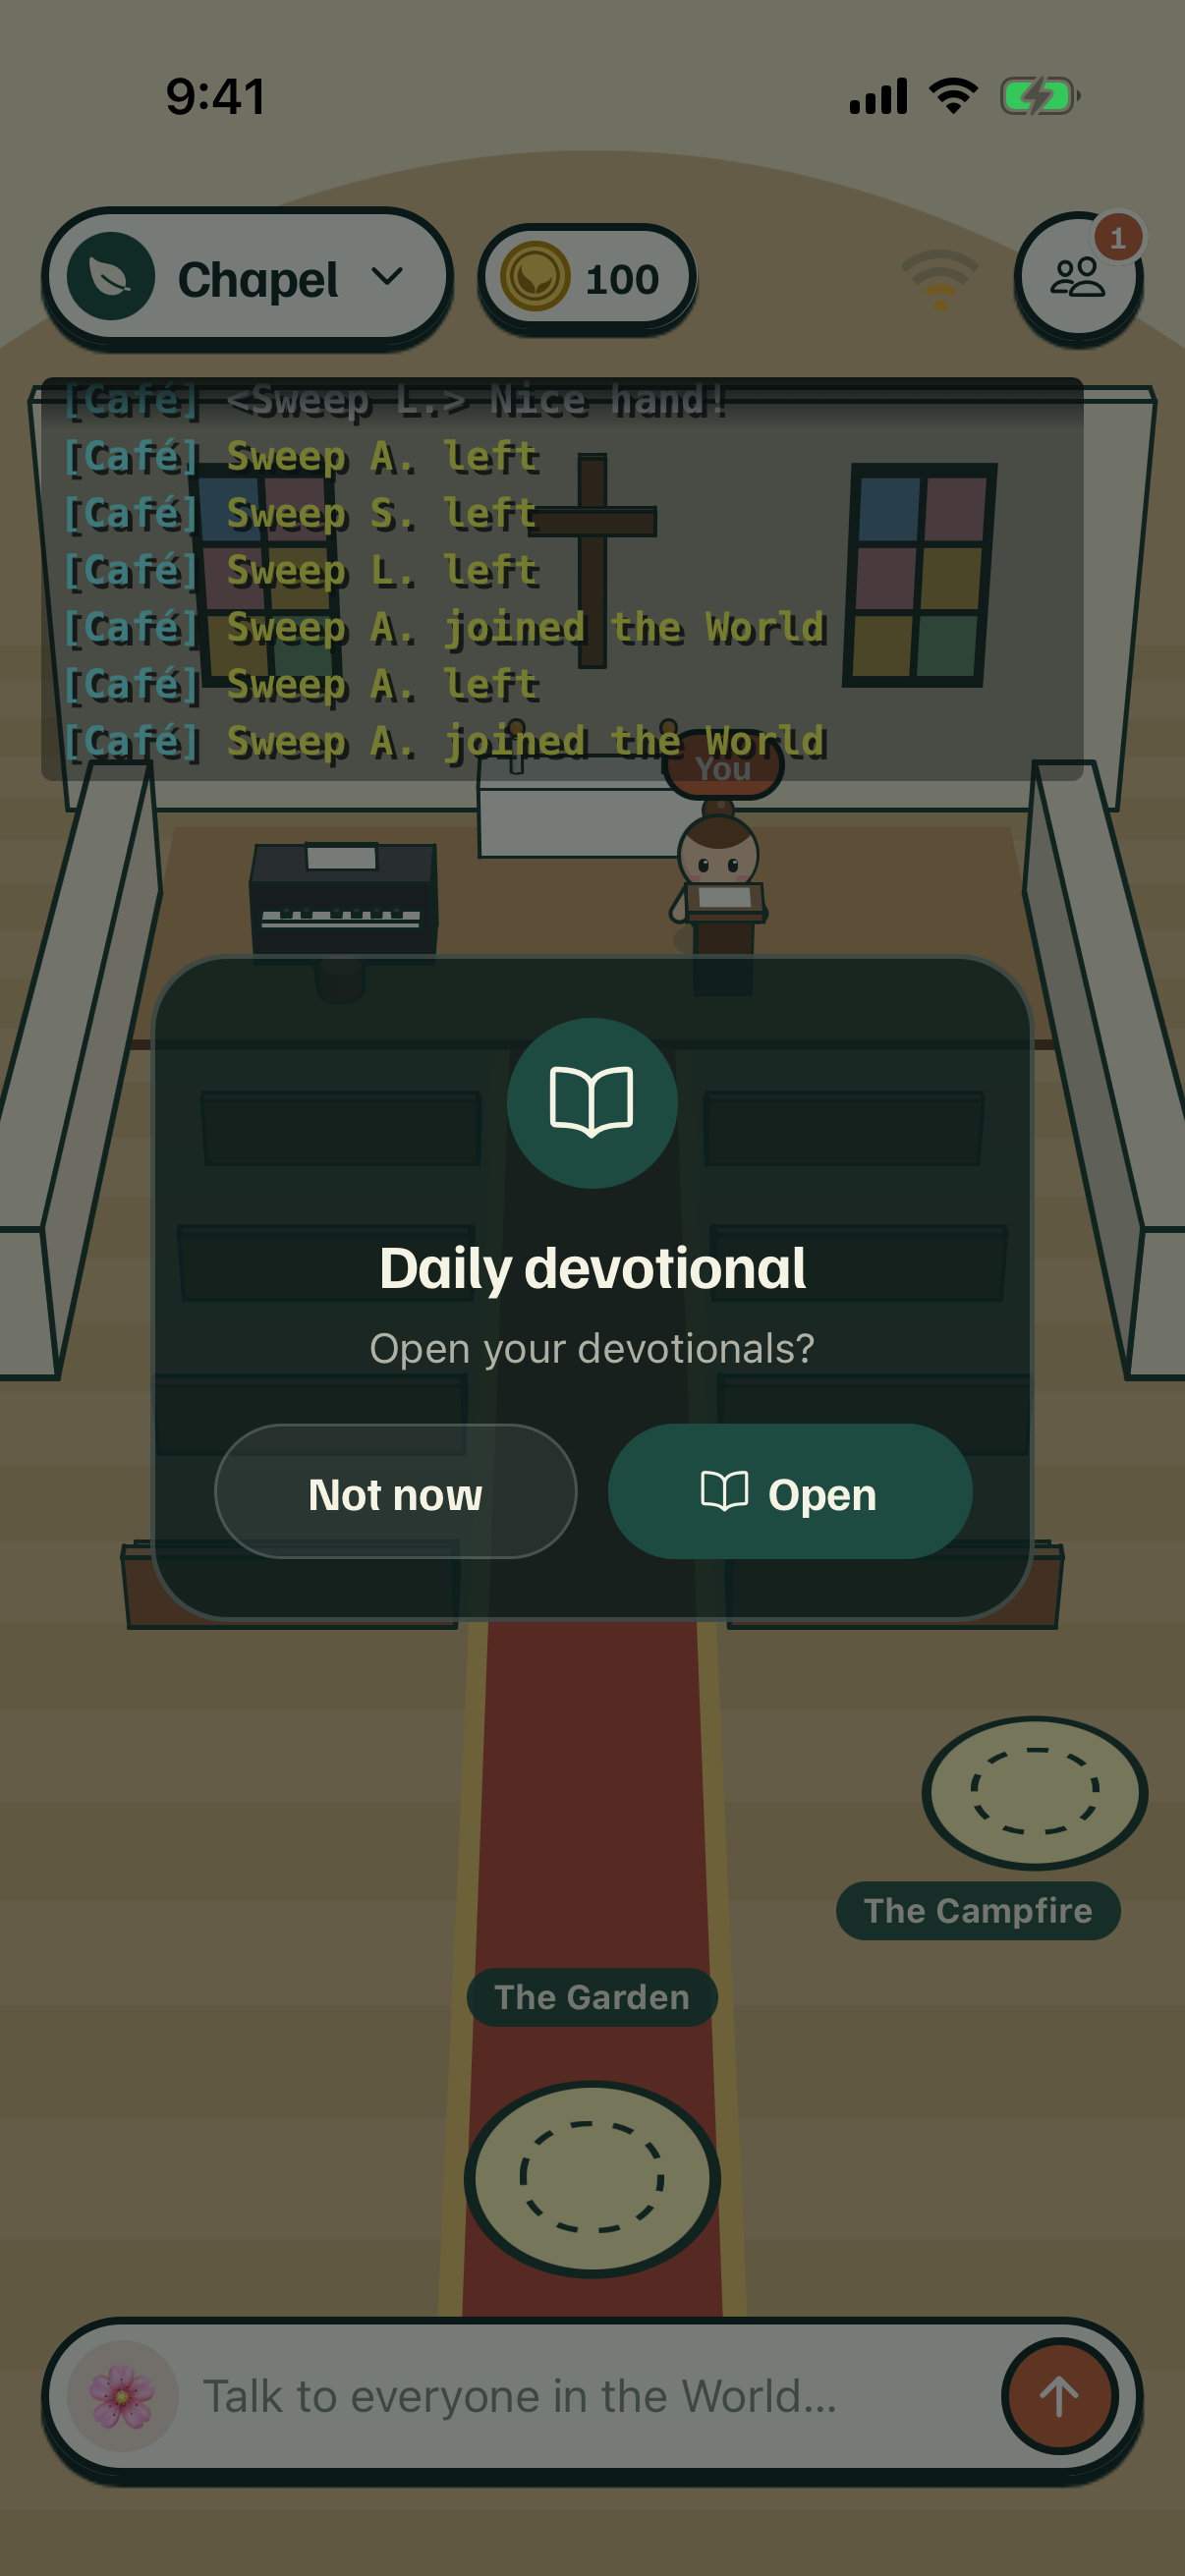 9:41
Chapel
100
1
[Café] <Sweep L.> Nice hand!
[Café] Sweep A. left
[Café] Sweep S. left
[Café] Sweep L. left
[Café] Sweep A. joined the World
[Café] Sweep A. left
[Café] Sweep A. joined the World
You
Daily devotional
Open your devotionals?
Not now
Open
The Campfire
The Garden
Talk to everyone in the World...